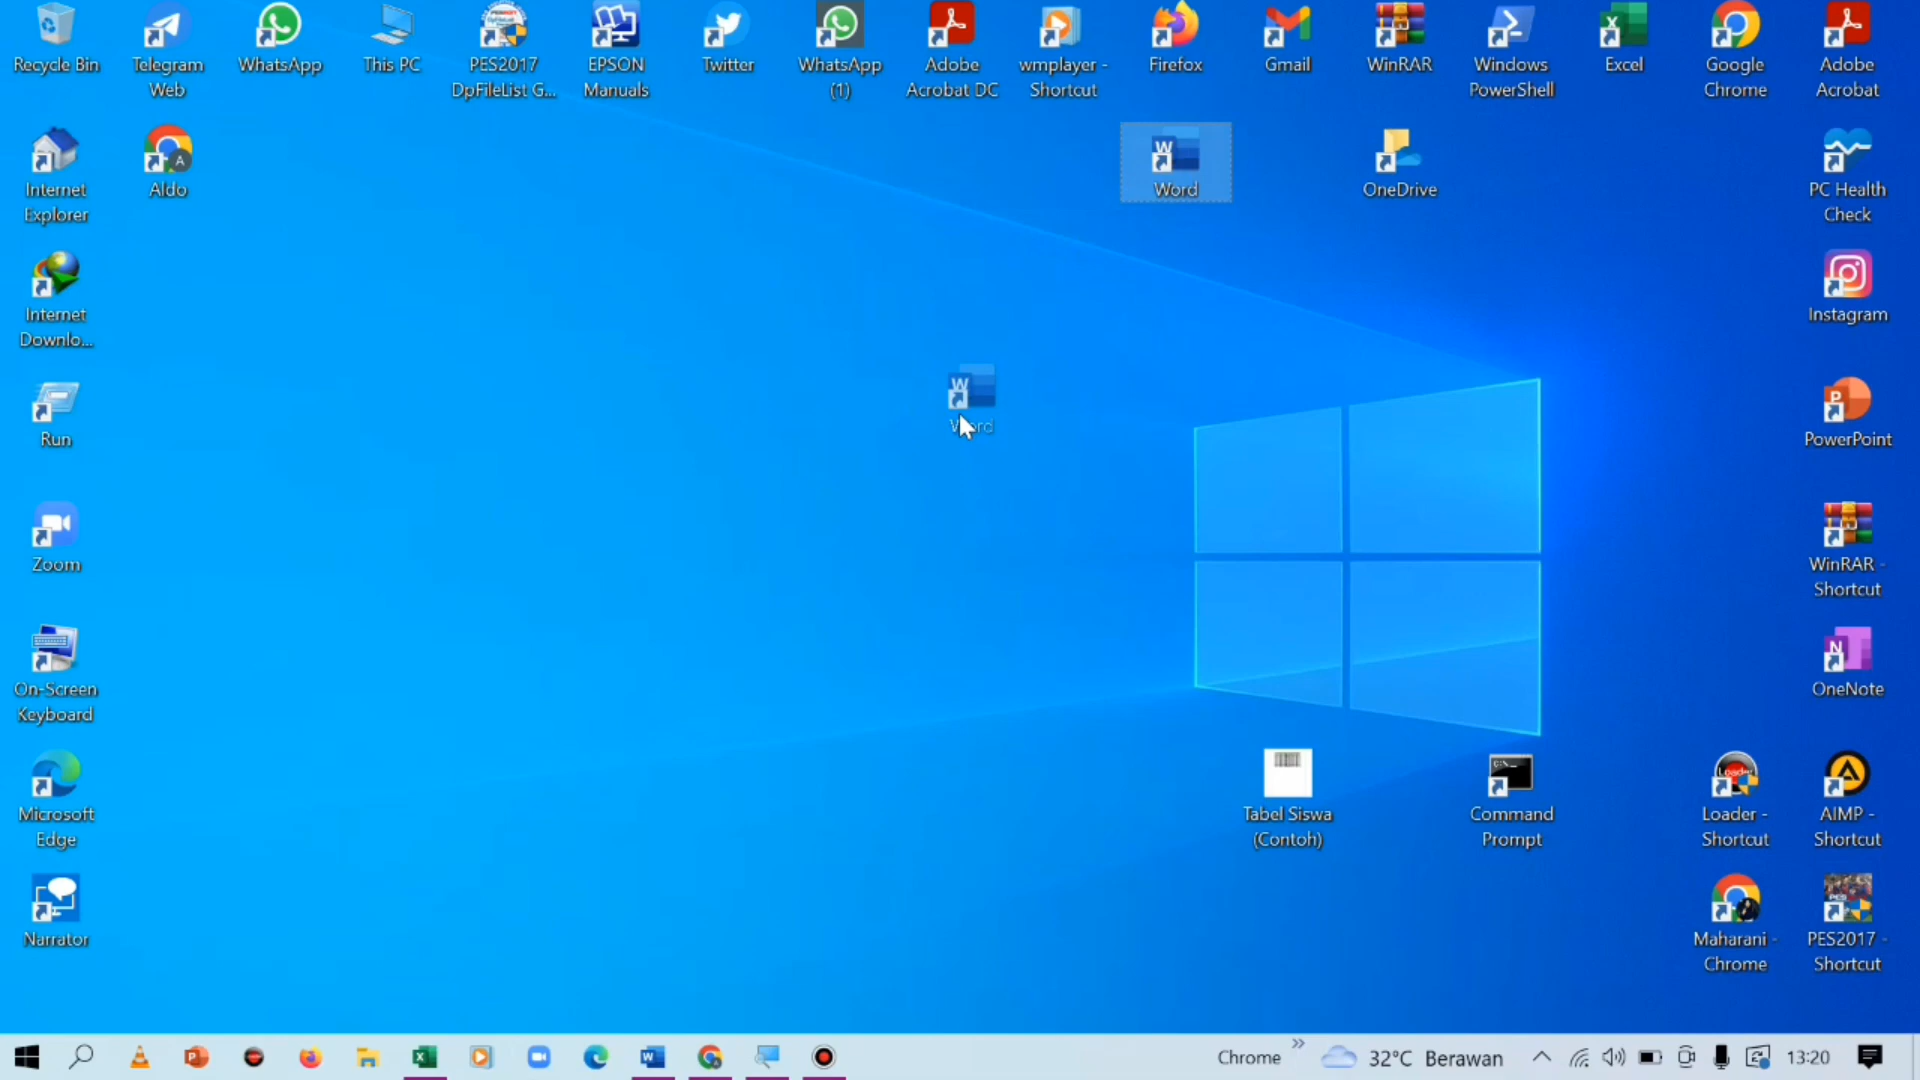 Recycle Bin
Telegram
Web
WhatsApp
This PC
PES2017
DpFileList G...
EPSON
Manuals
Twitter
WhatsApp
(1)
Adobe
Acrobat DC
wmplayer -
Shortcut
Firefox
Gmail
WinRAR
Windows
PowerShell
Excel
Google
Chrome
Adobe
Acrobat
Internet
Explorer
Aldo
Word
OneDrive
PC Health
Check
Internet
Downlo...
Instagram
Run
Word
PowerPoint
Zoom
WinRAR -
Shortcut
On-Screen
Keyboard
OneNote
Microsoft
Edge
Tabel Siswa
(Contoh)
Command
Prompt
Loader -
Shortcut
AIMP -
Shortcut
Narrator
Maharani -
Chrome
PES2017 -
Shortcut
Chrome
32°C Berawan
13:20